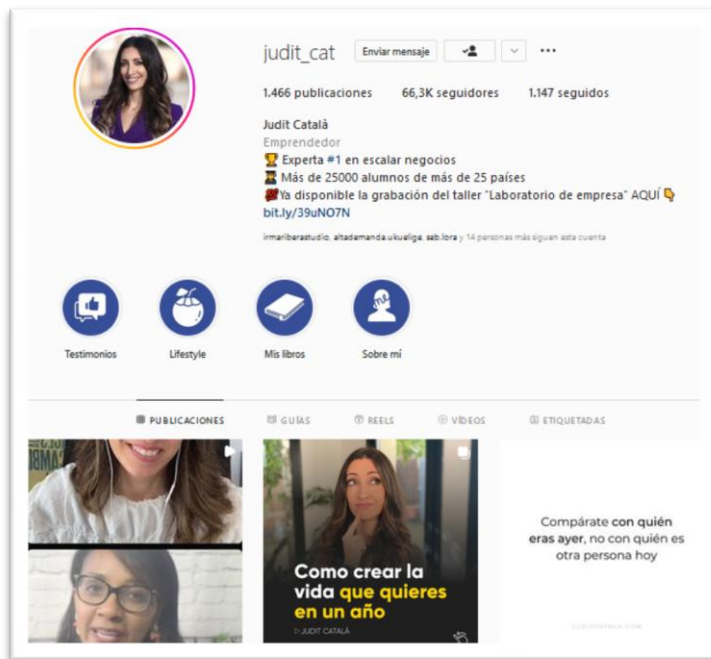 judit_cat Enviar mensaje
1.466 publicaciones 66,3K seguidores 1.147 seguidos
Judit Català
Emprendedor
🏆 Experta #1 en escalar negocios
👩‍🎓 Más de 25000 alumnos de más de 25 países
💯Ya disponible la grabación del taller "Laboratorio de empresa" AQUÍ 👇
bit.ly/39uNO7N
irmariberastudio, altademanda.ukuelige, seb.lora y 14 personas más siguen esta cuenta
me
Testimonios Lifestyle Mis libros Sobre mí
PUBLICACIONES GUÍAS REELS VÍDEOS ETIQUETADAS
Como crear la
vida que quieres
en un año
▷ JUDIT CATALÀ
Compárate con quién
eras ayer, no con quién es
otra persona hoy
JUDITCATALA.COM